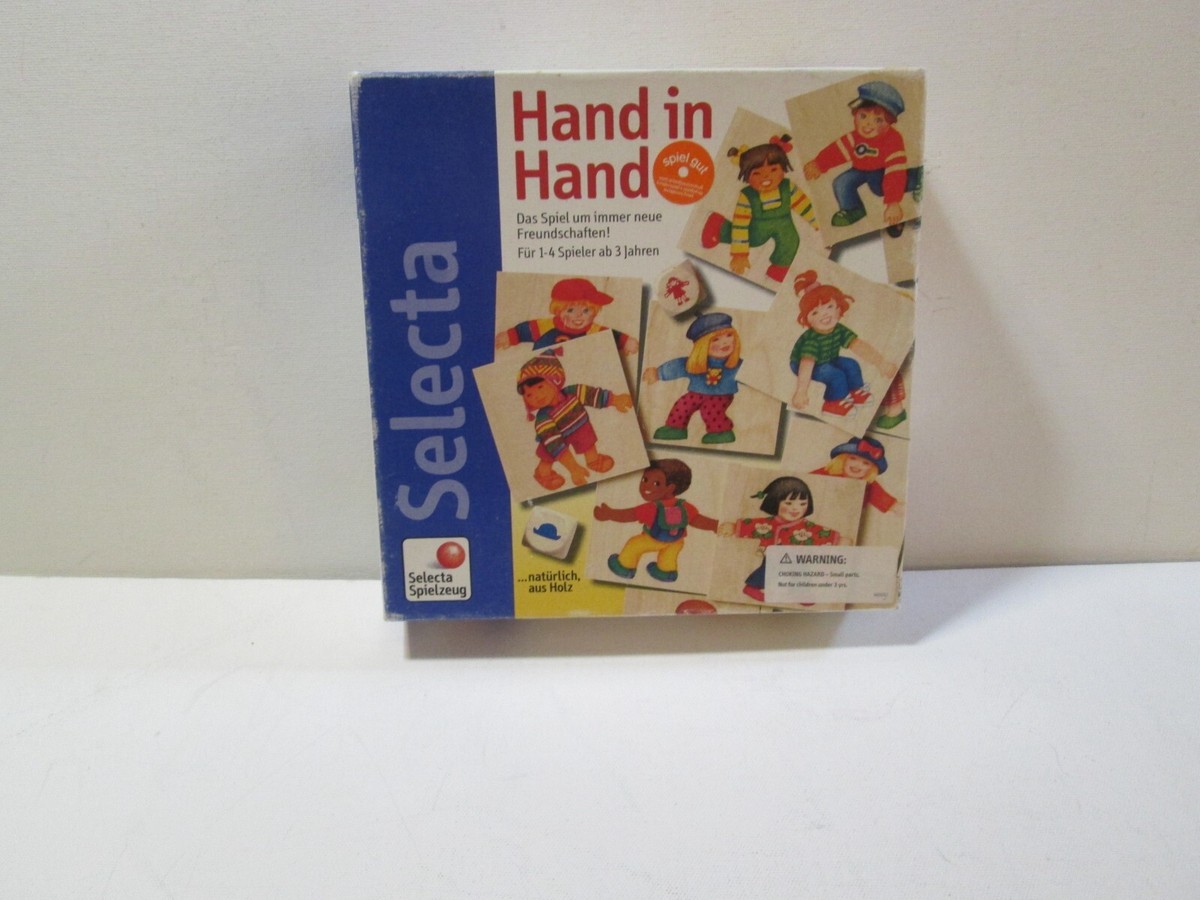 Hand in
Hand
spiel gut
Das Spiel um immer neue
Freundschaften!
Für 1-4 Spieler ab 3 Jahren
Selecta
Selecta
Spielzeug
...natürlich,
aus Holz
WARNING:
CHOKING HAZARD - Small parts.
Not for children under 3 yrs.